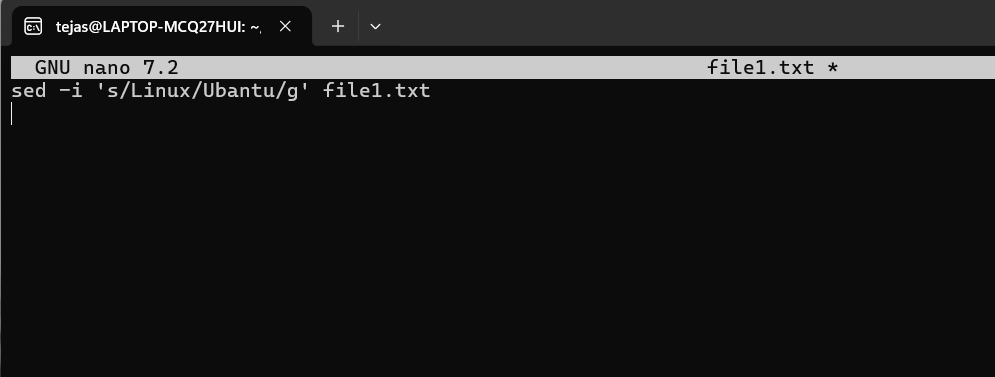 tejas@LAPTOP-MCQ27HUI: ~
GNU nano 7.2 file1.txt *
sed -i 's/Linux/Ubantu/g' file1.txt